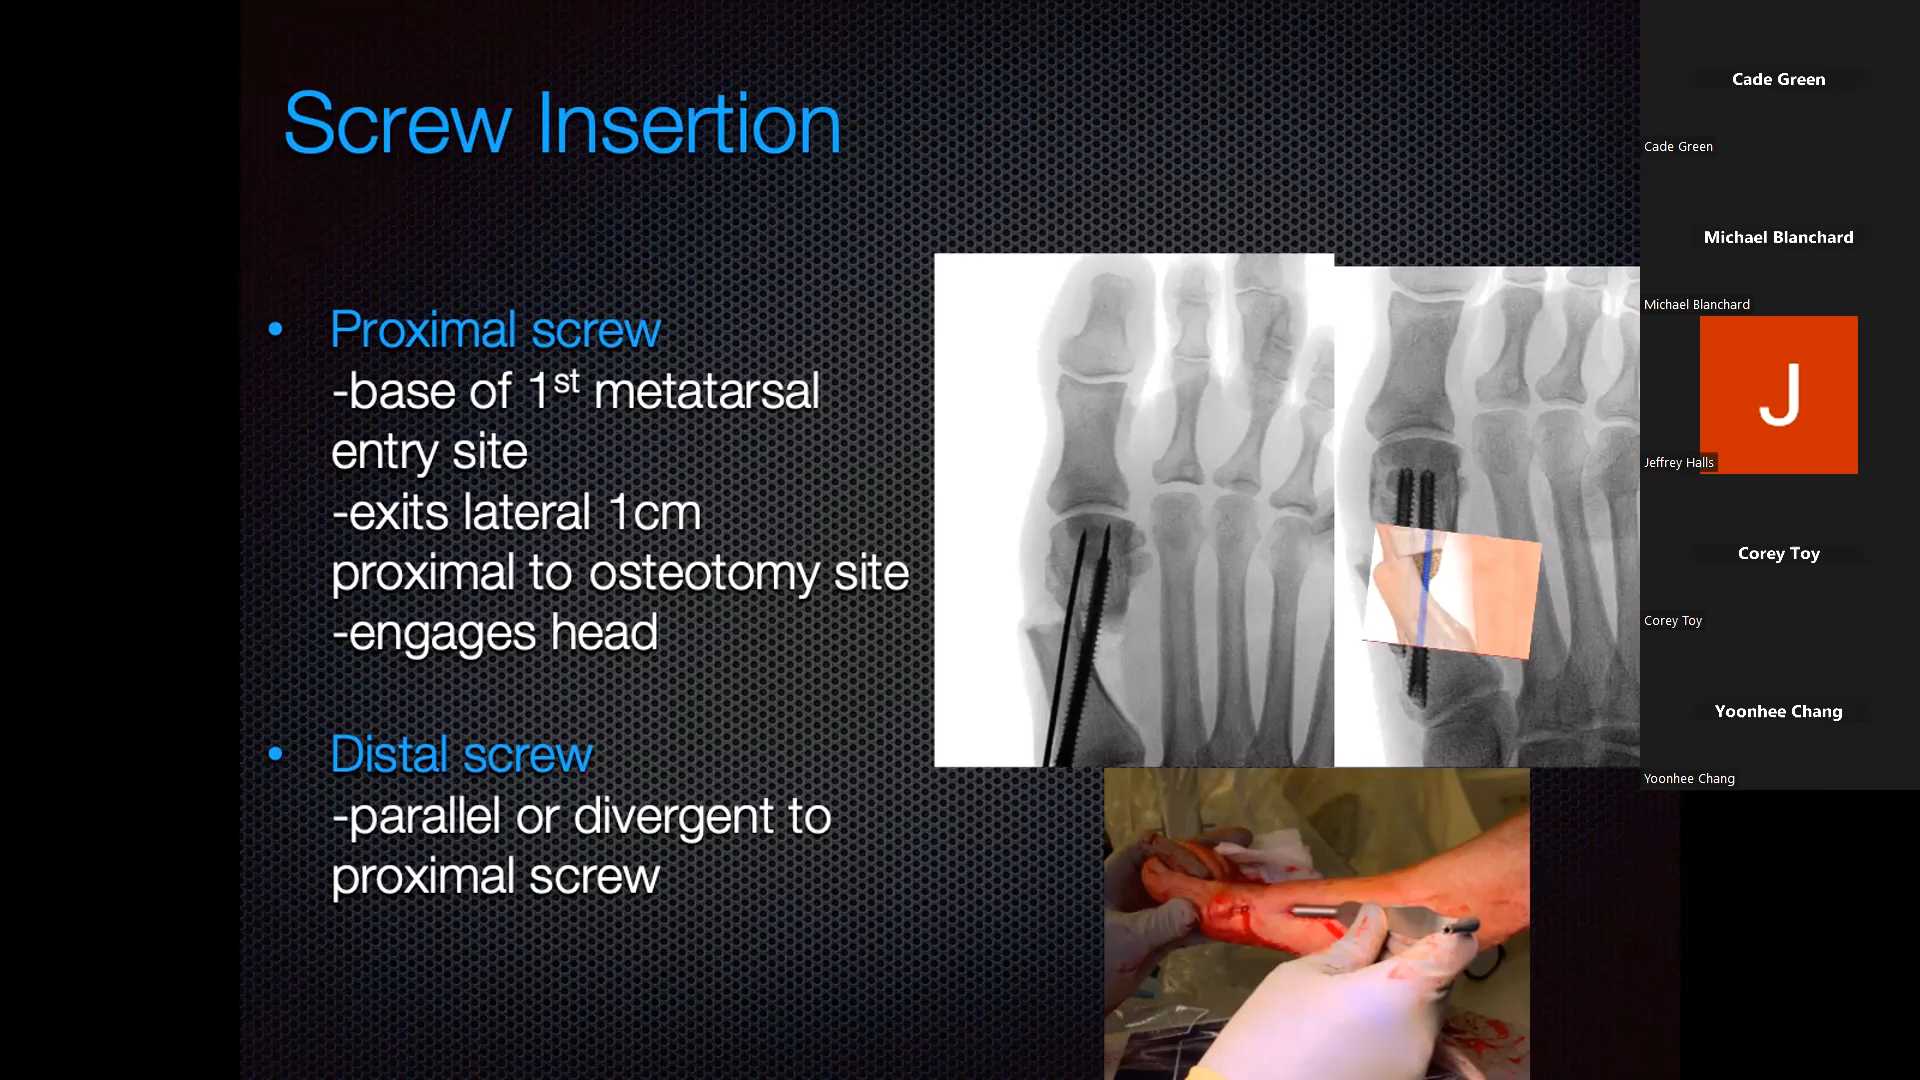 Screw Insertion
• Proximal screw
-base of 1st metatarsal
entry site
-exits lateral 1cm
proximal to osteotomy site
-engages head
• Distal screw
-parallel or divergent to
proximal screw
Cade Green
Cade Green
Michael Blanchard
Michael Blanchard
J
Jeffrey Halls
Corey Toy
Corey Toy
Yoonhee Chang
Yoonhee Chang